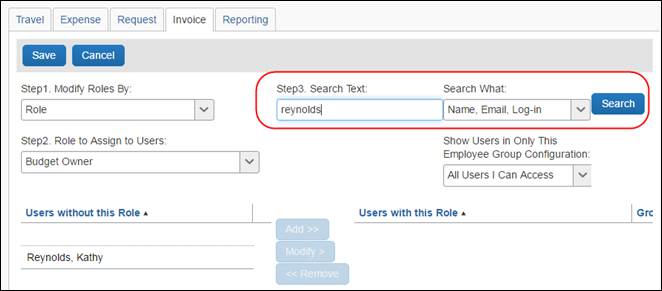 Travel Expense Request Invoice Reporting
Save Cancel
Step1. Modify Roles By: Step3. Search Text: Search What:
Role reynolds Name, Email, Log-in Search
Step2. Role to Assign to Users: Show Users in Only This
Employee Group Configuration:
Budget Owner All Users I Can Access
Users without this Role Users with this Role Gro
Add >>
Modify >
Reynolds, Kathy
<< Remove